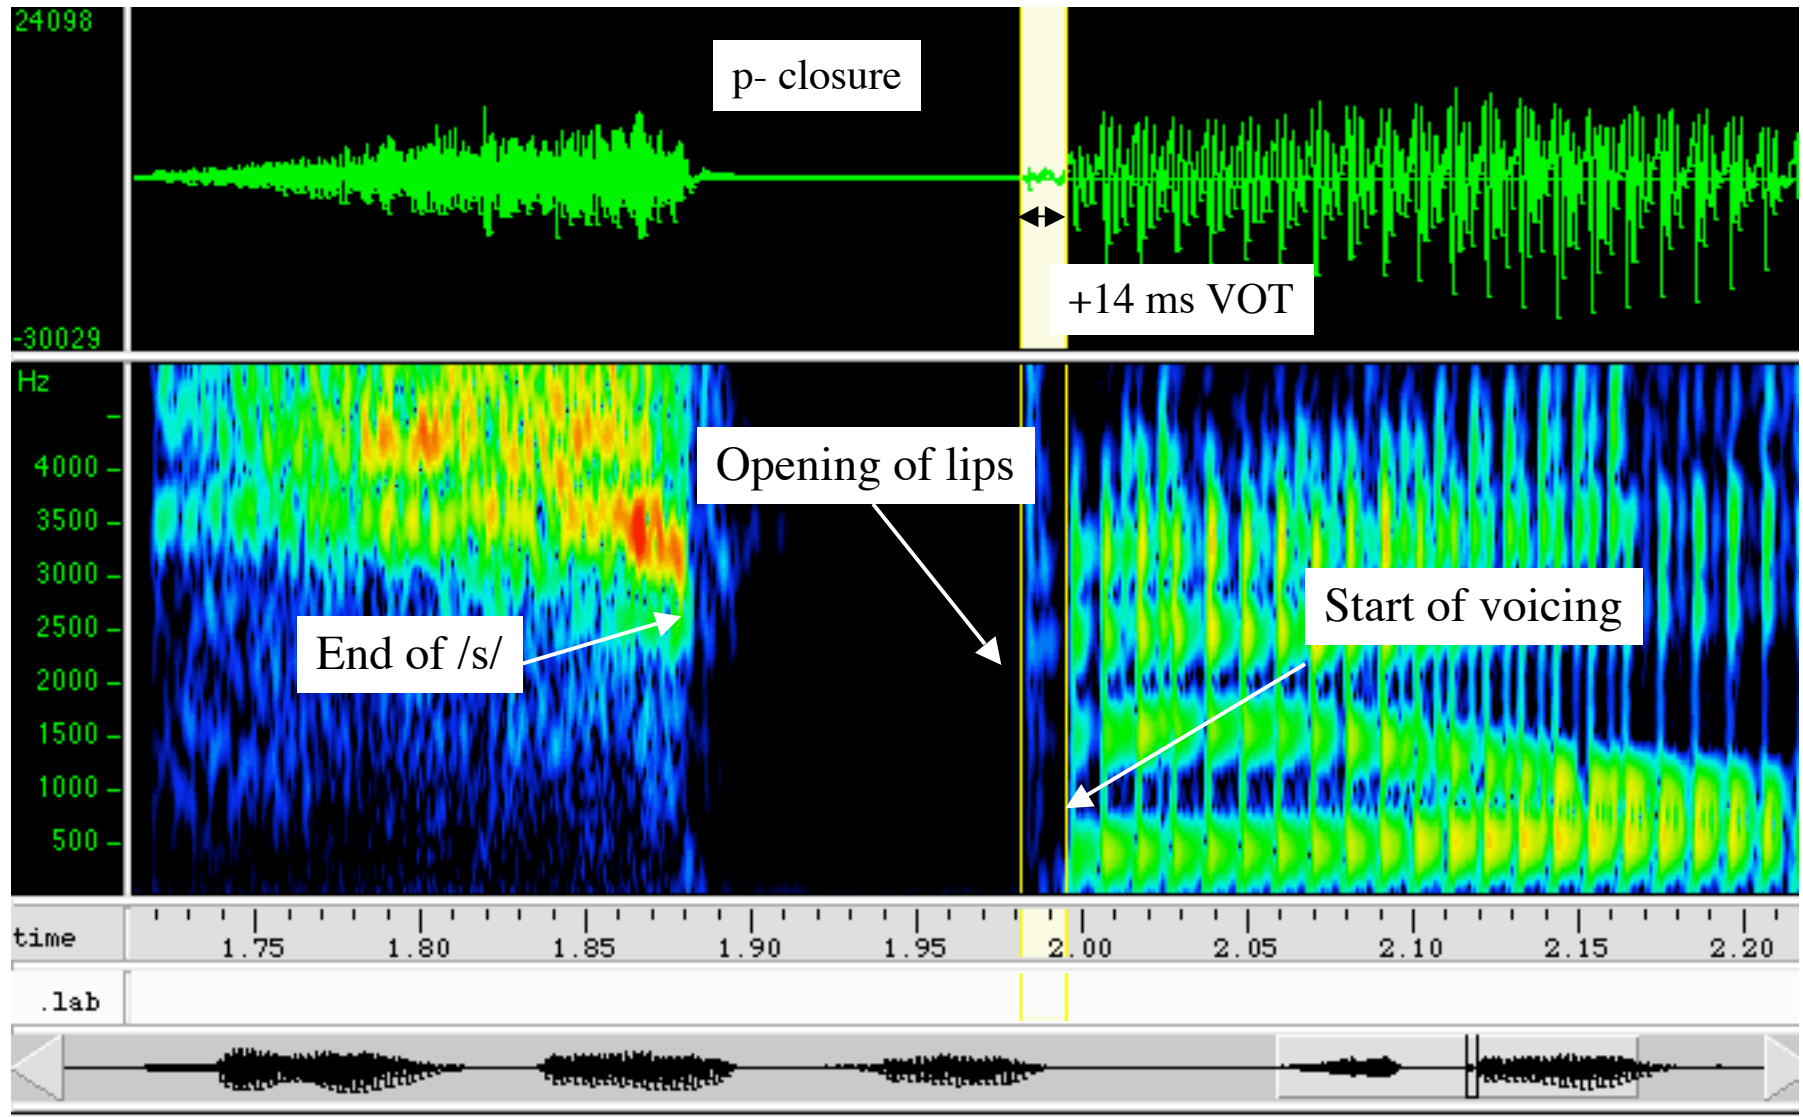 24098
p- closure
+14 ms VOT
-30029
Hz
4000
Opening of lips
3500
3000
Start of voicing
2500
End of /s/
2000
1500
1000
500
time
1.75 1.80 1.85 1.90 1.95 2.00 2.05 2.10 2.15 2.20
.lab